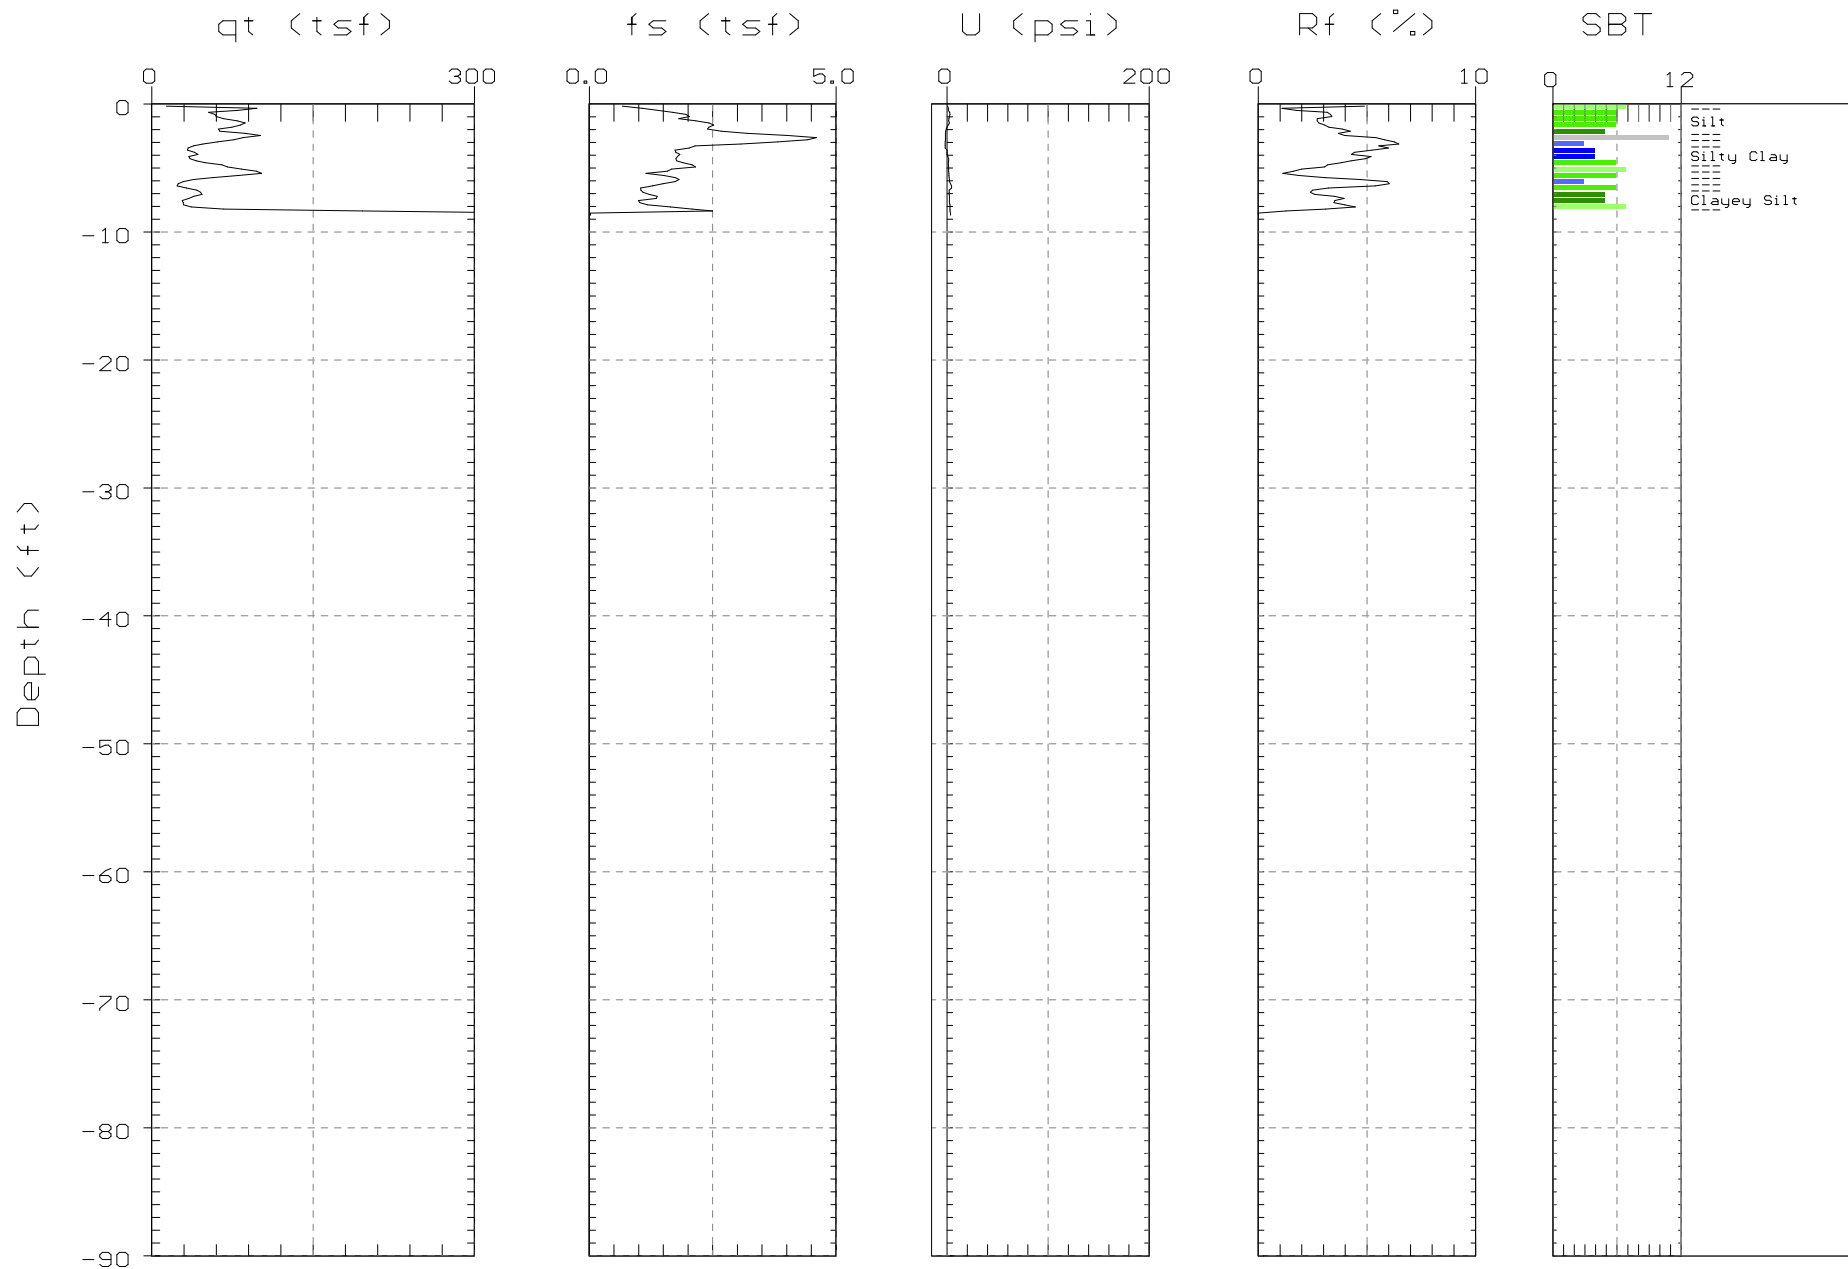 qt (tsf) fs (tsf) U (psi) Rf (%) SBT
0 300 0.0 5.0 0 200 0 10 0 12
0
Silt
Silty Clay
Clayey Silt
-10
-20
-30
-40
-50
-60
-70
-80
-90
Depth (ft)